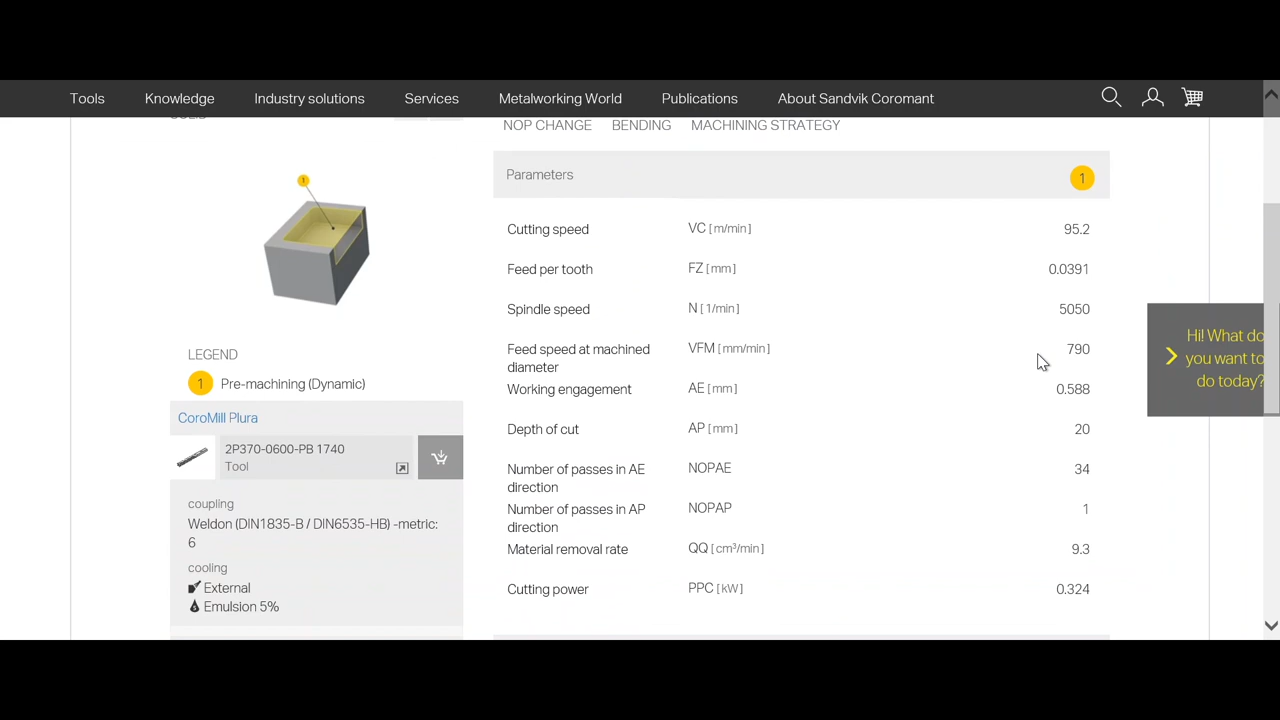 Tools Knowledge Industry solutions Services Metalworking World Publications About Sandvik Coromant
SOLID
NOP CHANGE BENDING MACHINING STRATEGY
1
LEGEND
1 Pre-machining (Dynamic)
CoroMill Plura
2P370-0600-PB 1740
Tool
coupling
Weldon (DIN1835-B / DIN6535-HB) -metric:
6
cooling
External
Emulsion 5%
Parameters 1
Cutting speed VC [ m/min ] 95.2
Feed per tooth FZ [ mm ] 0.0391
Spindle speed N [ 1/min ] 5050
Feed speed at machined VFM [ mm/min ] 790
diameter
Working engagement AE [ mm ] 0.588
Depth of cut AP [ mm ] 20
Number of passes in AE NOPAE 34
direction
Number of passes in AP NOPAP 1
direction
Material removal rate QQ [ cm³/min ] 9.3
Cutting power PPC [ kW ] 0.324
Hi! What do
you want to
do today?